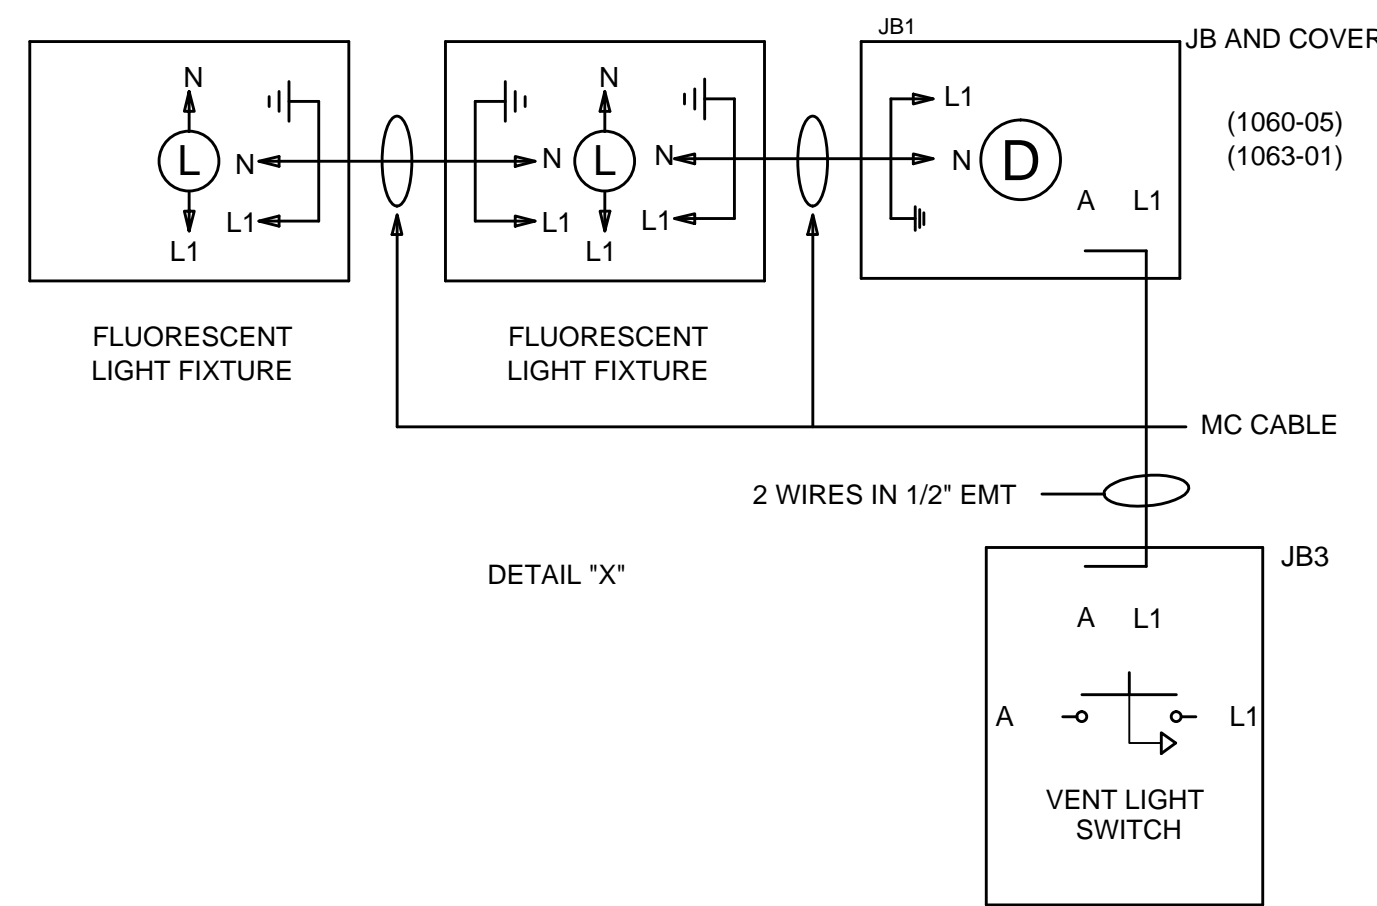 JB1
JB AND COVER
(1060-05)
(1063-01)
N
L
N
L1
L1
N
L1
N
L
L1
N
L1
L1
N
D
A L1
FLUORESCENT
LIGHT FIXTURE
FLUORESCENT
LIGHT FIXTURE
MC CABLE
2 WIRES IN 1/2" EMT
DETAIL "X"
JB3
A L1
A L1
VENT LIGHT
SWITCH